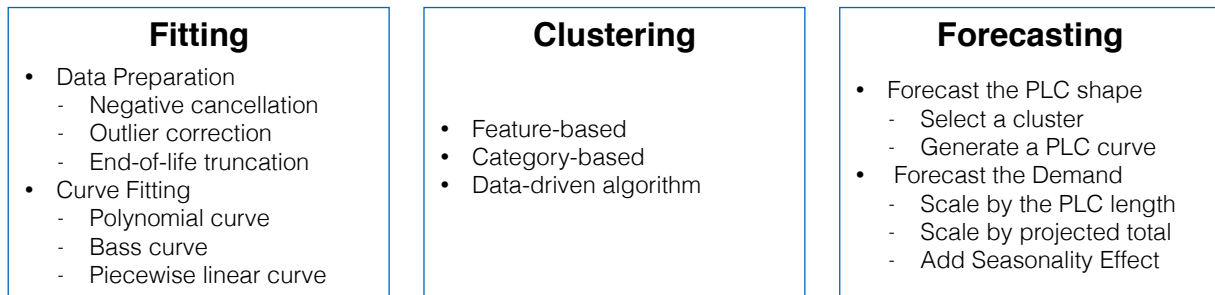 Fitting
• Data Preparation
- Negative cancellation
- Outlier correction
- End-of-life truncation
• Curve Fitting
- Polynomial curve
- Bass curve
- Piecewise linear curve
Clustering
• Feature-based
• Category-based
• Data-driven algorithm
Forecasting
• Forecast the PLC shape
- Select a cluster
- Generate a PLC curve
• Forecast the Demand
- Scale by the PLC length
- Scale by projected total
- Add Seasonality Effect